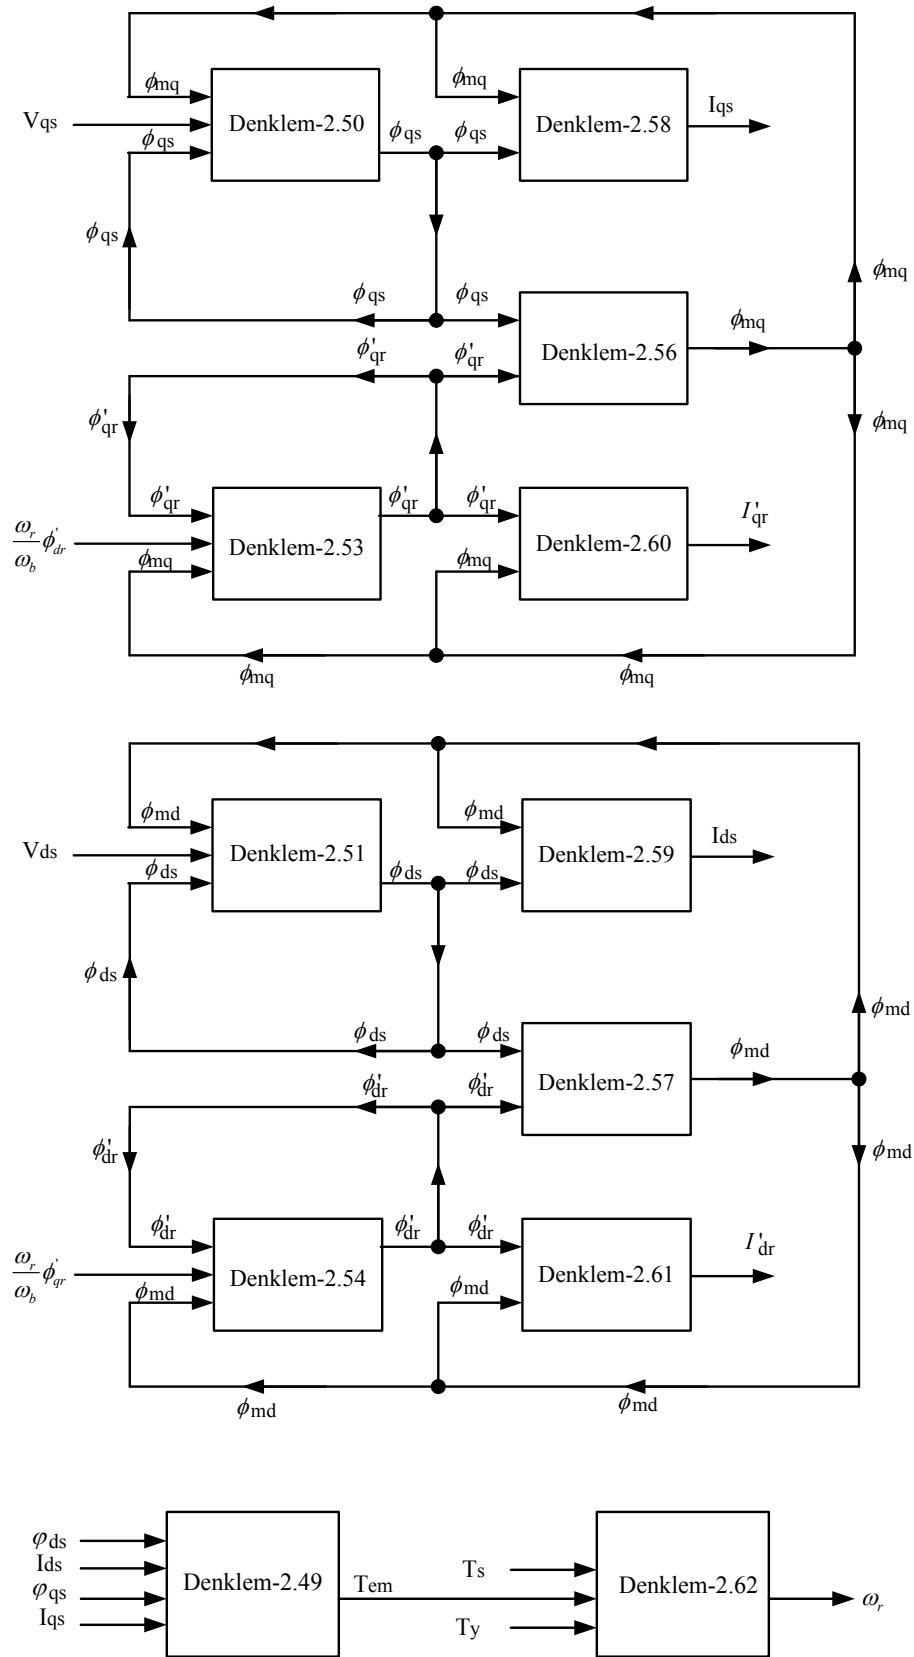 ϕmq
Denklem-2.50
Vqs
ϕqs
ϕqs
ϕmq
ϕqs
Denklem-2.58
Iqs
ϕqs
ϕqs
ϕqs
Denklem-2.56
ϕmq
ϕmq
ϕmq
ϕ'qr
ϕ'qr
ϕ'qr
ϕ'qr
Denklem-2.53
ωr/ωb ϕ'dr
ϕmq
ϕ'qr
ϕ'qr
ϕmq
Denklem-2.60
I'qr
ϕmq
ϕmq
ϕmd
Denklem-2.51
Vds
ϕds
ϕds
ϕmd
ϕds
Denklem-2.59
Ids
ϕds
ϕds
ϕds
Denklem-2.57
ϕmd
ϕmd
ϕmd
ϕ'dr
ϕ'dr
ϕ'dr
ϕ'dr
Denklem-2.54
ωr/ωb ϕ'qr
ϕmd
ϕ'dr
ϕ'dr
ϕmd
Denklem-2.61
I'dr
ϕmd
ϕmd
φds
Ids
φqs
Iqs
Denklem-2.49
Tem
Ts
Ty
Denklem-2.62
ωr